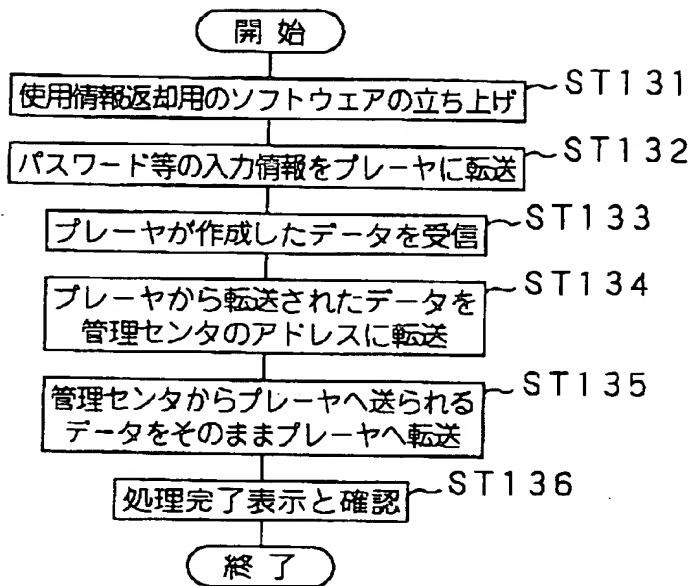 開始
使用情報返却用のソフトウェアの立ち上げ ST131
パスワード等の入力情報をプレーヤに転送 ST132
プレーヤが作成したデータを受信 ST133
プレーヤから転送されたデータを ST134
管理センタのアドレスに転送
管理センタからプレーヤへ送られる ST135
データをそのままプレーヤへ転送
処理完了表示と確認 ST136
終了